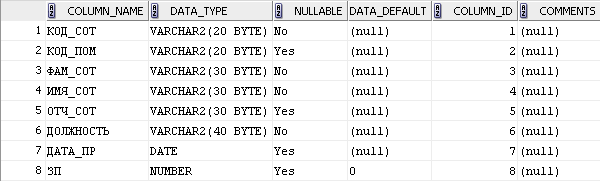 COLUMN_NAME DATA_TYPE NULLABLE DATA_DEFAULT COLUMN_ID COMMENTS
1 КОД_СОТ VARCHAR2(20 BYTE) No (null) 1 (null)
2 КОД_ПОМ VARCHAR2(20 BYTE) Yes (null) 2 (null)
3 ФАМ_СОТ VARCHAR2(30 BYTE) No (null) 3 (null)
4 ИМЯ_СОТ VARCHAR2(30 BYTE) No (null) 4 (null)
5 ОТЧ_СОТ VARCHAR2(30 BYTE) Yes (null) 5 (null)
6 ДОЛЖНОСТЬ VARCHAR2(40 BYTE) No (null) 6 (null)
7 ДАТА_ПР DATE Yes (null) 7 (null)
8 ЗП NUMBER Yes 0 8 (null)